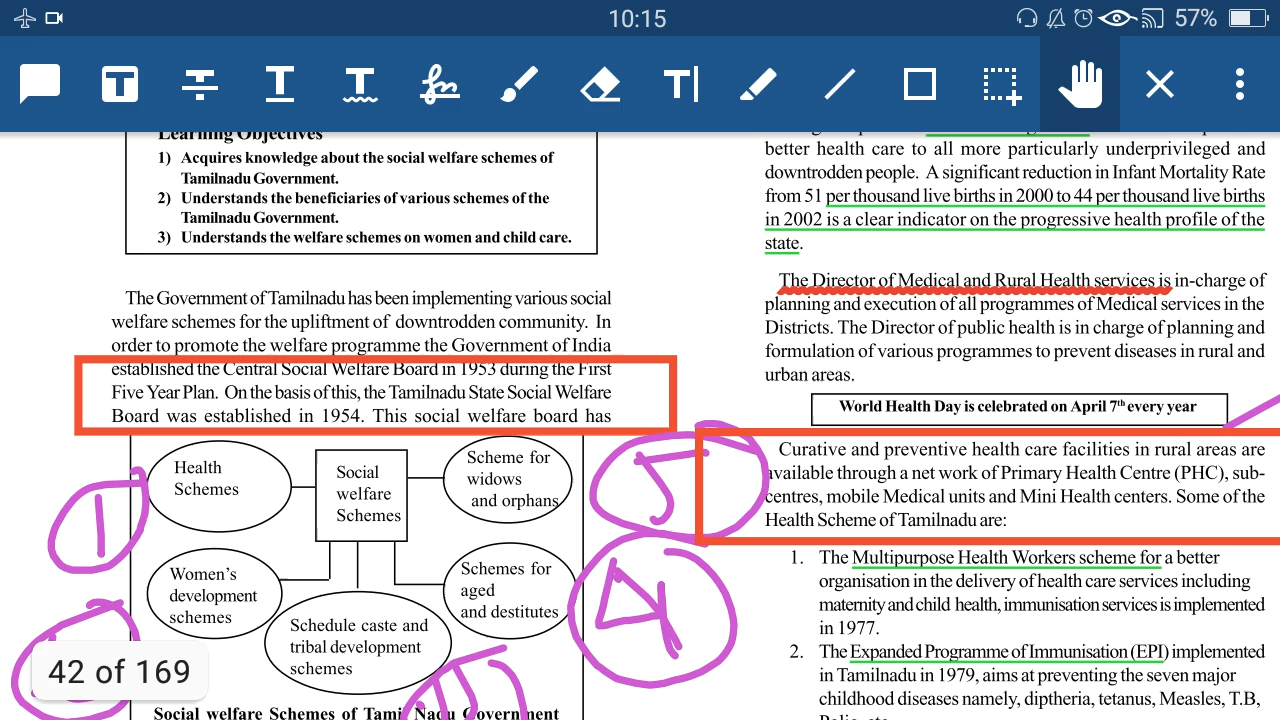 10:15
57%
T
T
T
T
Learning Objectives
1) Acquires knowledge about the social welfare schemes of
Tamilnadu Government.
2) Understands the beneficiaries of various schemes of the
Tamilnadu Government.
3) Understands the welfare schemes on women and child care.
The Government of Tamilnadu has been implementing various social
welfare schemes for the upliftment of downtrodden community. In
order to promote the welfare programme the Government of India
established the Central Social Welfare Board in 1953 during the First
Five Year Plan. On the basis of this, the Tamilnadu State Social Welfare
Board was established in 1954. This social welfare board has
Health
Schemes
Social
welfare
Schemes
Scheme for
widows
and orphans
Women's
development
schemes
Schedule caste and
tribal development
schemes
Schemes for
aged
and destitutes
1
5
4
42 of 169
Social welfare Schemes of Tamil Nadu Government
better health care to all more particularly underprivileged and
downtrodden people. A significant reduction in Infant Mortality Rate
from 51 per thousand live births in 2000 to 44 per thousand live births
in 2002 is a clear indicator on the progressive health profile of the
state.
The Director of Medical and Rural Health services is in-charge of
planning and execution of all programmes of Medical services in the
Districts. The Director of public health is in charge of planning and
formulation of various programmes to prevent diseases in rural and
urban areas.
World Health Day is celebrated on April 7th every year
Curative and preventive health care facilities in rural areas are
available through a net work of Primary Health Centre (PHC), sub-
centres, mobile Medical units and Mini Health centers. Some of the
Health Scheme of Tamilnadu are:
1. The Multipurpose Health Workers scheme for a better
organisation in the delivery of health care services including
maternity and child health, immunisation services is implemented
in 1977.
2. The Expanded Programme of Immunisation (EPI) implemented
in Tamilnadu in 1979, aims at preventing the seven major
childhood diseases namely, diptheria, tetanus, Measles, T.B,